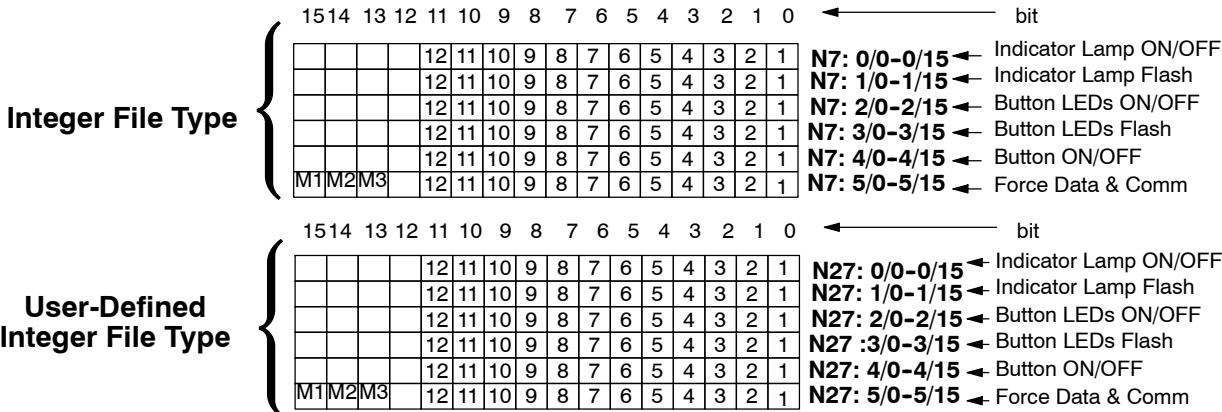 15 14 13 12 11 10 9 8 7 6 5 4 3 2 1 0 bit
12 11 10 9 8 7 6 5 4 3 2 1 N7: 0/0-0/15 Indicator Lamp ON/OFF
12 11 10 9 8 7 6 5 4 3 2 1 N7: 1/0-1/15 Indicator Lamp Flash
Integer File Type 12 11 10 9 8 7 6 5 4 3 2 1 N7: 2/0-2/15 Button LEDs ON/OFF
12 11 10 9 8 7 6 5 4 3 2 1 N7: 3/0-3/15 Button LEDs Flash
12 11 10 9 8 7 6 5 4 3 2 1 N7: 4/0-4/15 Button ON/OFF
M1 M2 M3 12 11 10 9 8 7 6 5 4 3 2 1 N7: 5/0-5/15 Force Data & Comm
15 14 13 12 11 10 9 8 7 6 5 4 3 2 1 0 bit
12 11 10 9 8 7 6 5 4 3 2 1 N27: 0/0-0/15 Indicator Lamp ON/OFF
12 11 10 9 8 7 6 5 4 3 2 1 N27: 1/0-1/15 Indicator Lamp Flash
User-Defined 12 11 10 9 8 7 6 5 4 3 2 1 N27: 2/0-2/15 Button LEDs ON/OFF
Integer File Type 12 11 10 9 8 7 6 5 4 3 2 1 N27 :3/0-3/15 Button LEDs Flash
12 11 10 9 8 7 6 5 4 3 2 1 N27: 4/0-4/15 Button ON/OFF
M1 M2 M3 12 11 10 9 8 7 6 5 4 3 2 1 N27: 5/0-5/15 Force Data & Comm